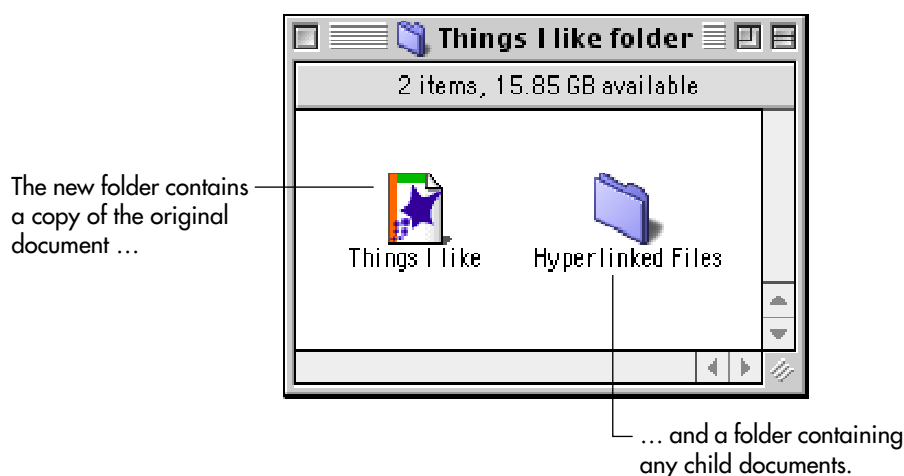 Things I like folder
2 items, 15.85 GB available
The new folder contains
a copy of the original
document …
Things I like
Hyperlinked Files
… and a folder containing
any child documents.